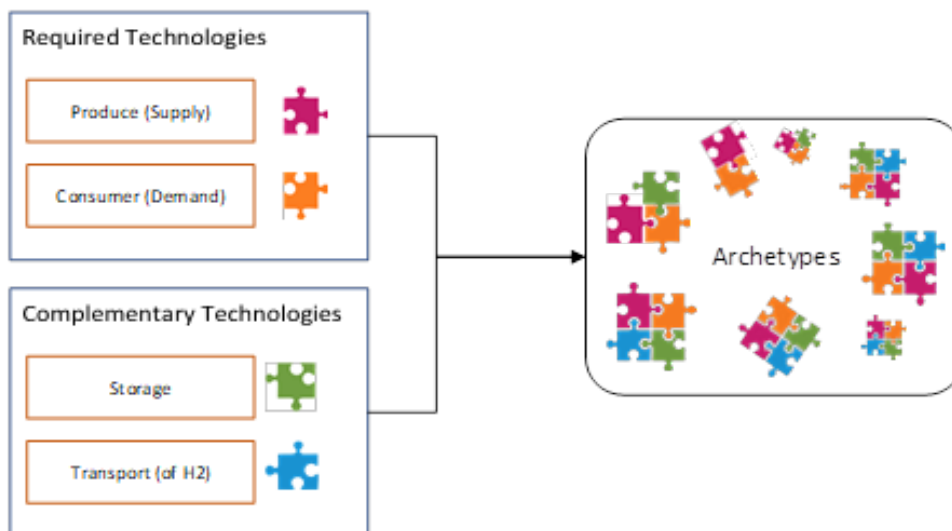 Required Technologies
Produce (Supply)
Consumer (Demand)
Complementary Technologies
Storage
Transport (of H2)
Archetypes